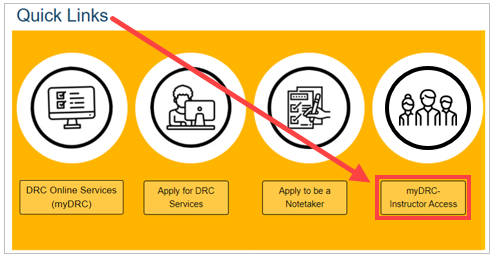 Quick Links
DRC Online Services
(myDRC)
Apply for DRC
Services
Apply to be a
Notetaker
myDRC-
Instructor Access